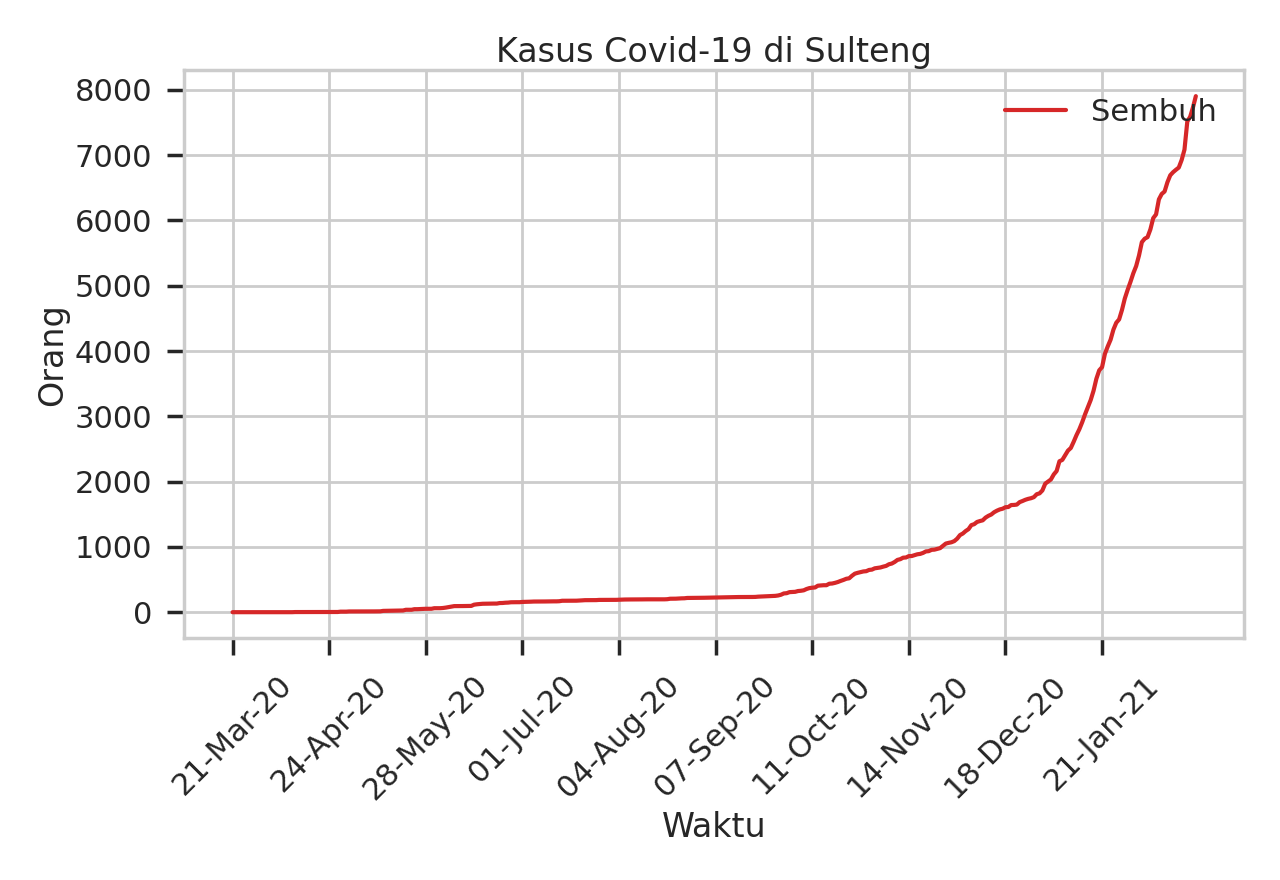 Kasus Covid-19 di Sulteng
Sembuh
8000
7000
6000
5000
4000
3000
2000
1000
0
Orang
21-Mar-20
24-Apr-20
28-May-20
01-Jul-20
04-Aug-20
07-Sep-20
11-Oct-20
14-Nov-20
18-Dec-20
21-Jan-21
Waktu